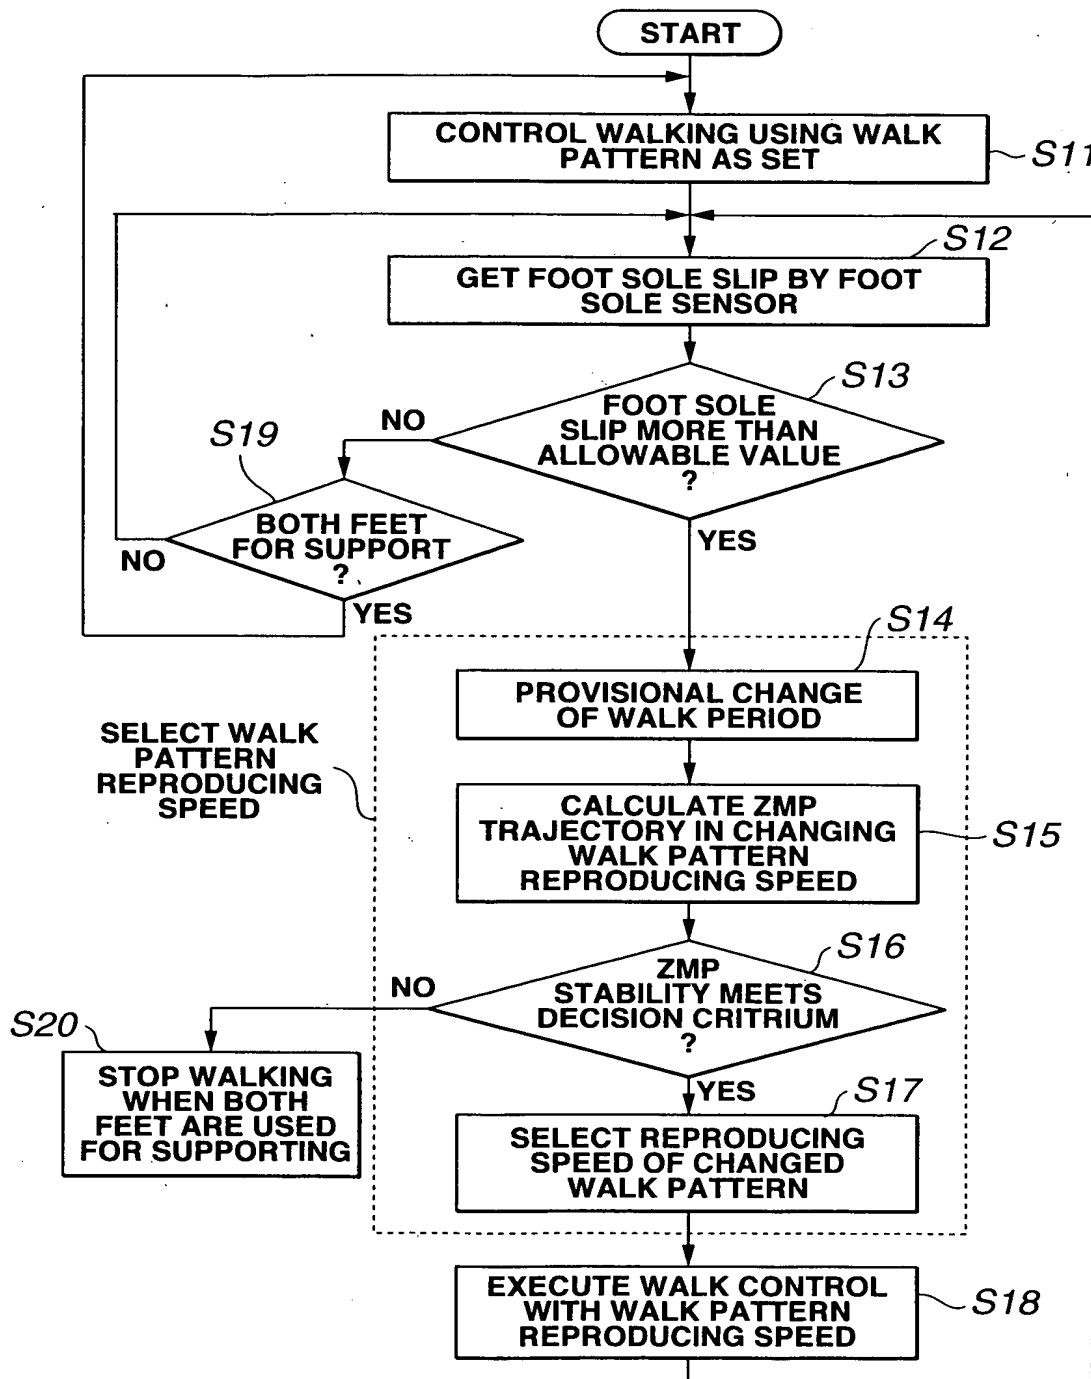 START
CONTROL WALKING USING WALK
PATTERN AS SET
S11
S12
GET FOOT SOLE SLIP BY FOOT
SOLE SENSOR
S13
FOOT SOLE
SLIP MORE THAN
ALLOWABLE VALUE
?
NO
YES
S19
BOTH FEET
FOR SUPPORT
?
NO
YES
S14
PROVISIONAL CHANGE
OF WALK PERIOD
SELECT WALK
PATTERN
REPRODUCING
SPEED
CALCULATE ZMP
TRAJECTORY IN CHANGING
WALK PATTERN
REPRODUCING SPEED
S15
S16
ZMP
STABILITY MEETS
DECISION CRITRIUM
?
NO
YES
S20
STOP WALKING
WHEN BOTH
FEET ARE USED
FOR SUPPORTING
S17
SELECT REPRODUCING
SPEED OF CHANGED
WALK PATTERN
EXECUTE WALK CONTROL
WITH WALK PATTERN
REPRODUCING SPEED
S18